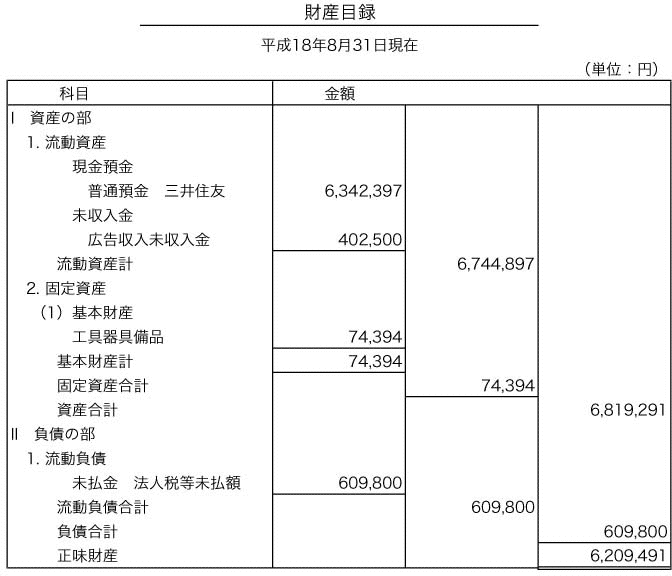 財産目録
平成18年8月31日現在
（単位：円）
科目 金額
Ⅰ 資産の部
1. 流動資産
現金預金
普通預金 三井住友 6,342,397
未収入金
広告収入未収入金 402,500
流動資産計 6,744,897
2. 固定資産
（1）基本財産
工具器具備品 74,394
基本財産計 74,394
固定資産合計 74,394
資産合計 6,819,291
Ⅱ 負債の部
1. 流動負債
未払金 法人税等未払額 609,800
流動負債合計 609,800
負債合計 609,800
正味財産 6,209,491